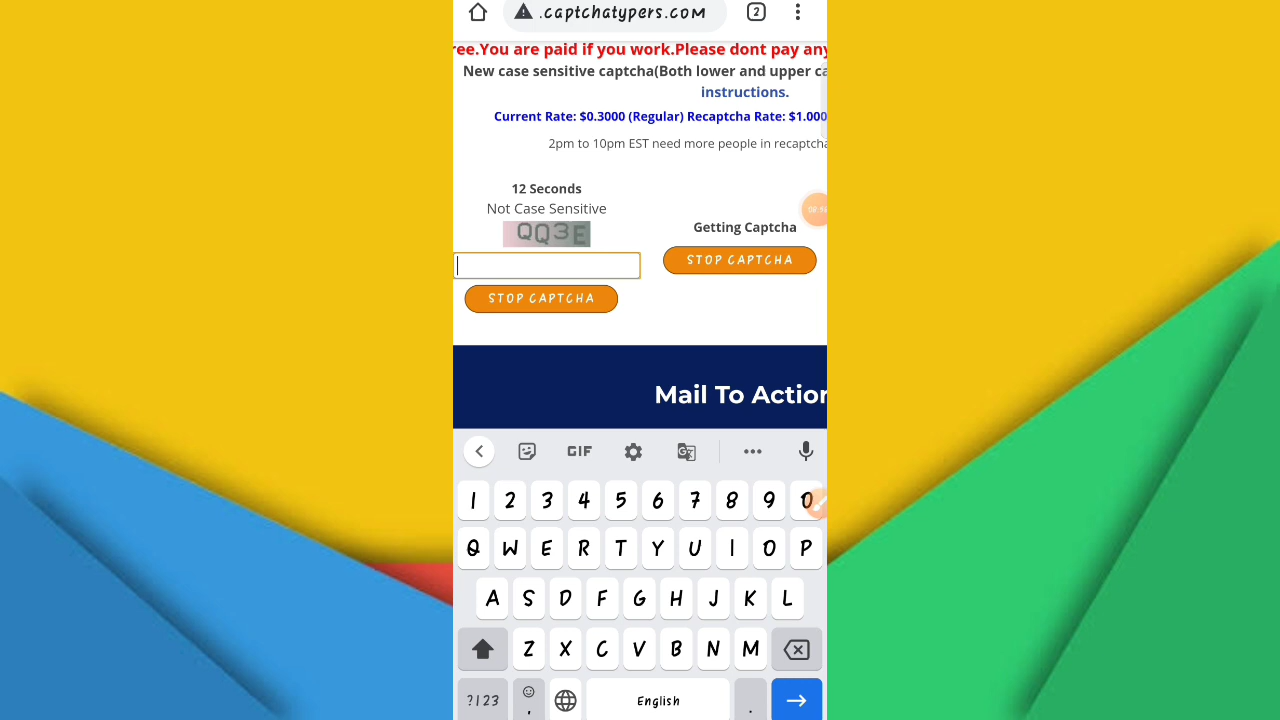 .captchatypers.com
2
ree.You are paid if you work.Please dont pay any
New case sensitive captcha(Both lower and upper ca
instructions.
Current Rate: $0.3000 (Regular) Recaptcha Rate: $1.000
2pm to 10pm EST need more people in recaptcha
12 Seconds
Not Case Sensitive
QQ3E
Getting Captcha
STOP CAPTCHA
STOP CAPTCHA
Mail To Action
GIF
1 2 3 4 5 6 7 8 9 0
Q W E R T Y U I O P
A S D F G H J K L
Z X C V B N M
?123 , English .